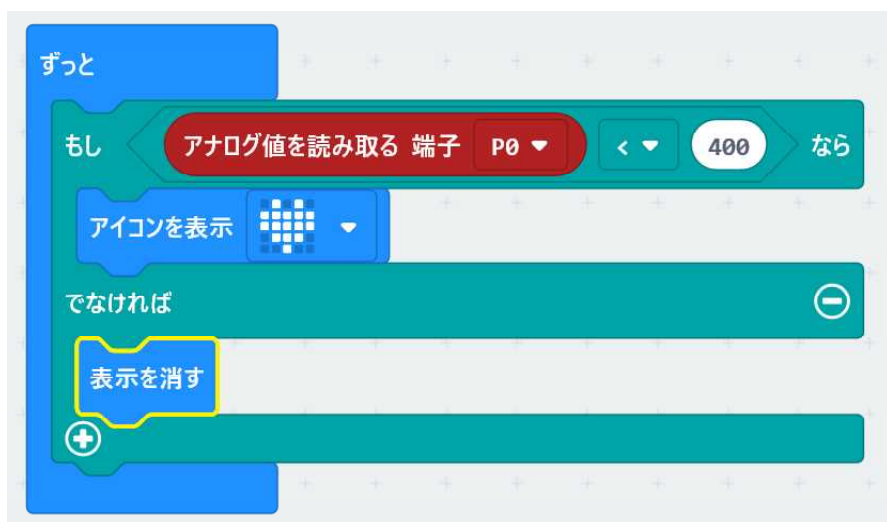 ずっと
もし アナログ値を読み取る 端子 P0 < 400 なら
アイコンを表示
でなければ
表示を消す